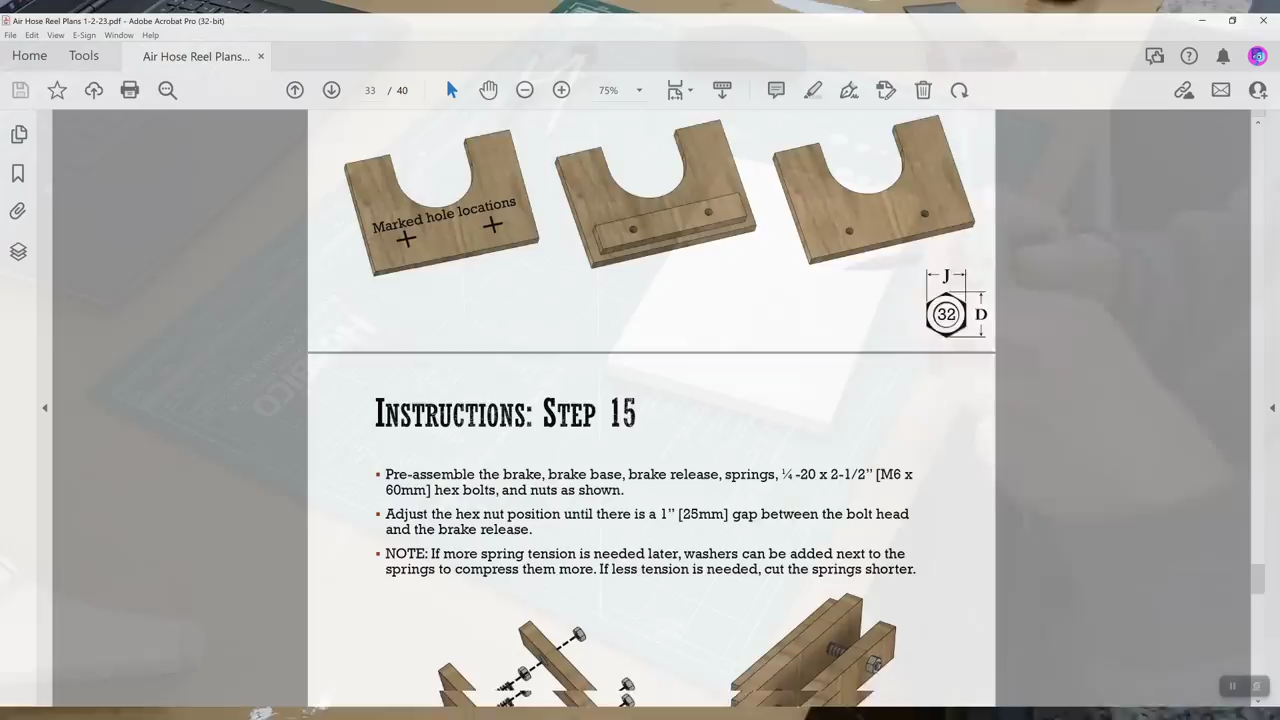 Air Hose Reel Plans 1-2-23.pdf - Adobe Acrobat Pro (32-bit)
File Edit View E-Sign Window Help
Home Tools Air Hose Reel Plans... ×
33 / 40 75%
Marked hole locations
J
32 D
Instructions: Step 15
Pre-assemble the brake, brake base, brake release, springs, ¼ -20 x 2-1/2” [M6 x
60mm] hex bolts, and nuts as shown.
Adjust the hex nut position until there is a 1” [25mm] gap between the bolt head
and the brake release.
NOTE: If more spring tension is needed later, washers can be added next to the
springs to compress them more. If less tension is needed, cut the springs shorter.